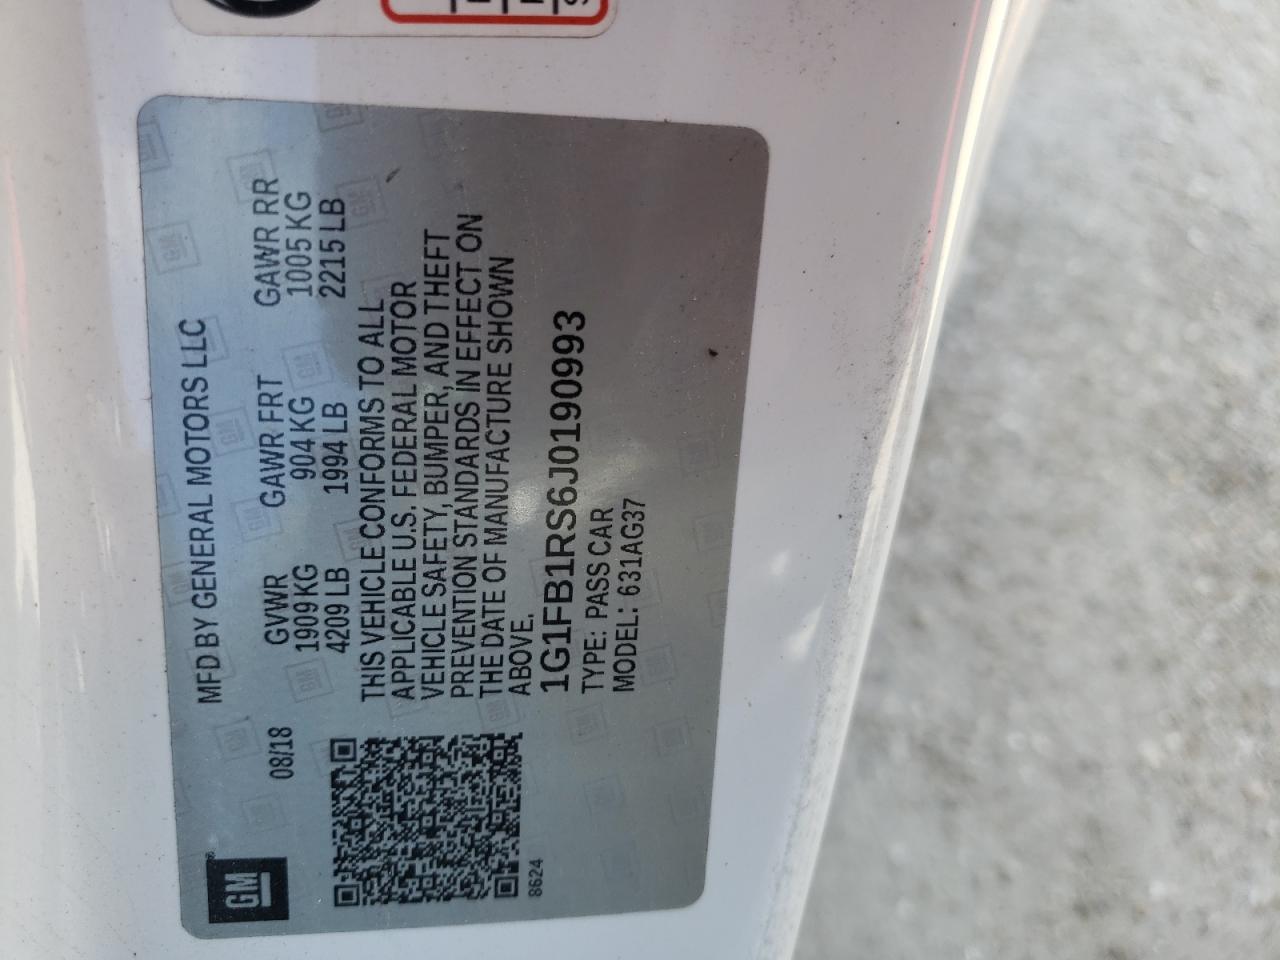 GM
MFD BY GENERAL MOTORS LLC
08/18
GVWR GAWR FRT GAWR RR
1909 KG 904 KG 1005 KG
4209 LB 1994 LB 2215 LB
THIS VEHICLE CONFORMS TO ALL
APPLICABLE U.S. FEDERAL MOTOR
VEHICLE SAFETY, BUMPER, AND THEFT
PREVENTION STANDARDS IN EFFECT ON
THE DATE OF MANUFACTURE SHOWN
ABOVE.
1G1FB1RS6J0190993
TYPE: PASS CAR
MODEL: 631AG37
8624